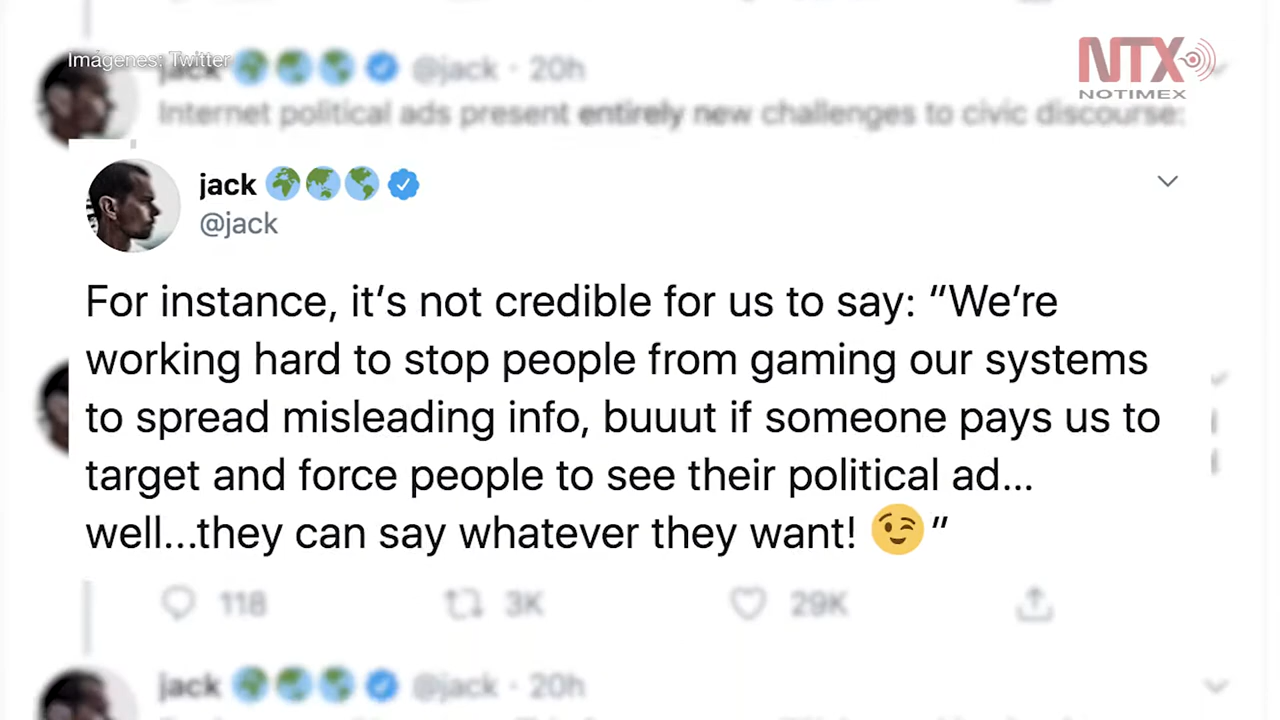 Imágenes: Twitter
NTX
NOTIMEX
jack @jack · 20h
Internet political ads present entirely new challenges to civic discourse:
jack
@jack
For instance, it‘s not credible for us to say: “We’re
working hard to stop people from gaming our systems
to spread misleading info, buuut if someone pays us to
target and force people to see their political ad…
well…they can say whatever they want! 😉 ”
118 3K 29K
jack @jack · 20h